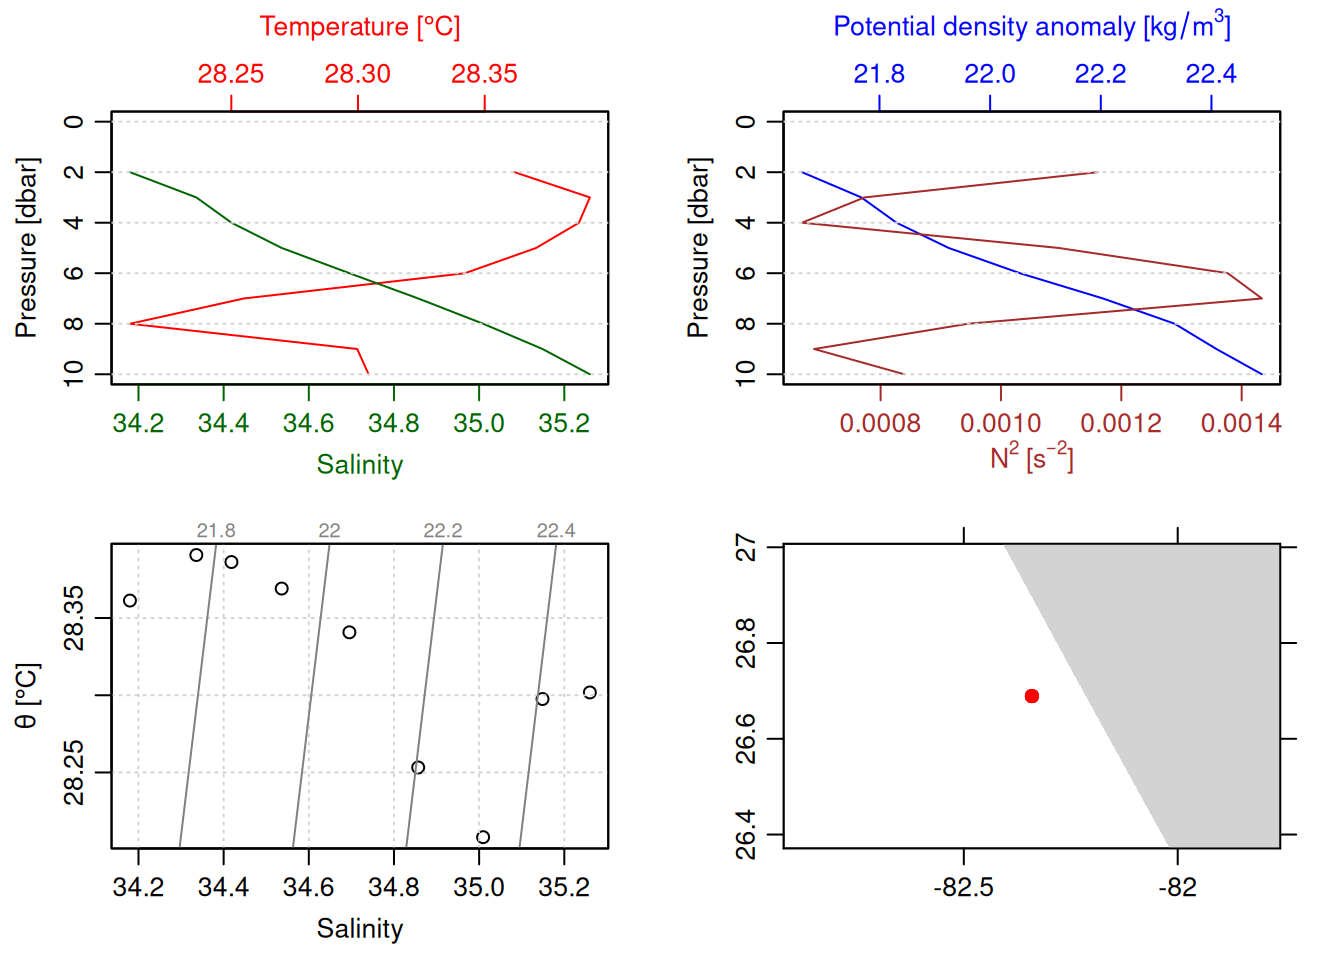 Temperature [°C]
28.25 28.30 28.35
Pressure [dbar]
0
2
4
6
8
10
34.2 34.4 34.6 34.8 35.0 35.2
Salinity
Potential density anomaly [kg/m³]
21.8 22.0 22.2 22.4
Pressure [dbar]
0
2
4
6
8
10
0.0008 0.0010 0.0012 0.0014
N² [s⁻²]
21.8 22 22.2 22.4
θ [°C]
28.35
28.25
34.2 34.4 34.6 34.8 35.0 35.2
Salinity
27
26.8
26.6
26.4
-82.5 -82